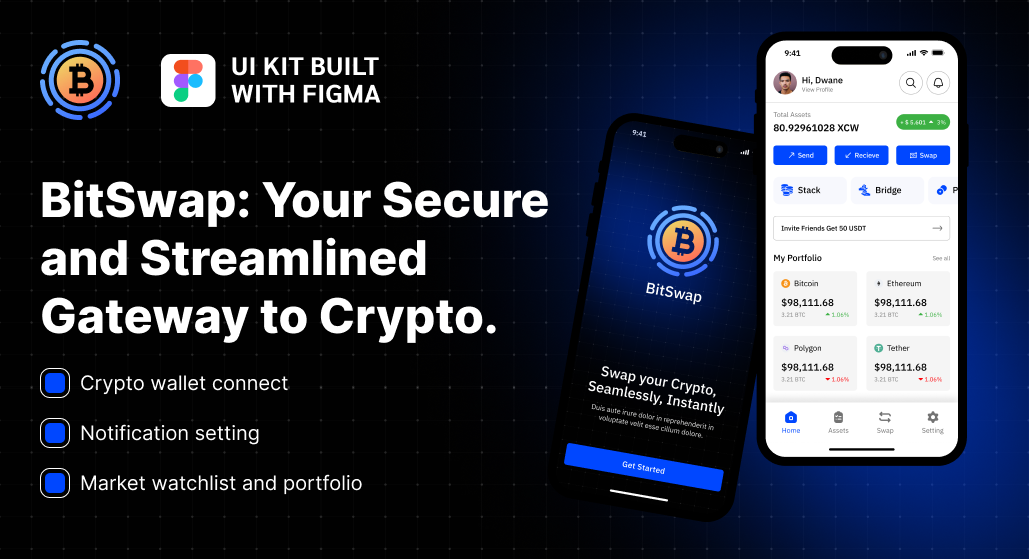 UI KIT BUILT
WITH FIGMA
BitSwap: Your Secure
and Streamlined
Gateway to Crypto.
Crypto wallet connect
Notification setting
Market watchlist and portfolio
9:41
BitSwap
Swap your Crypto,
Seamlessly, Instantly
Duis aute irure dolor in reprehenderit in
voluptate velit esse cillum dolore.
Get Started
9:41
Hi, Dwane
View Profile
Total Assets
80.92961028 XCW
+ $ 5,601 3%
Send Recieve Swap
Stack Bridge P
Invite Friends Get 50 USDT
My Portfolio See all
Bitcoin Ethereum
$98,111.68 $98,111.68
3.21 BTC 1.06% 3.21 BTC 1.06%
Polygon Tether
$98,111.68 $98,111.68
3.21 BTC 1.06% 3.21 BTC 1.06%
Home Assets Swap Setting